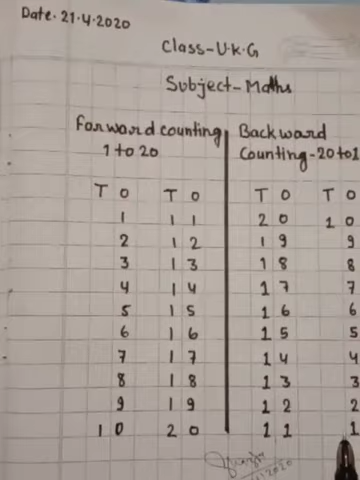 Date. 21.4.2020
Class-U.K.G
Subject-Maths
Forward counting
1 to 20
Backward
Counting-20to1
T O T O T O T O
1 1 1 2 0 1 0
2 1 2 1 9 9
3 1 3 1 8 8
4 1 4 1 7 7
5 1 5 1 6 6
6 1 6 1 5 5
7 1 7 1 4 4
8 1 8 1 3 3
9 1 9 1 2 2
1 0 2 0 1 1 1